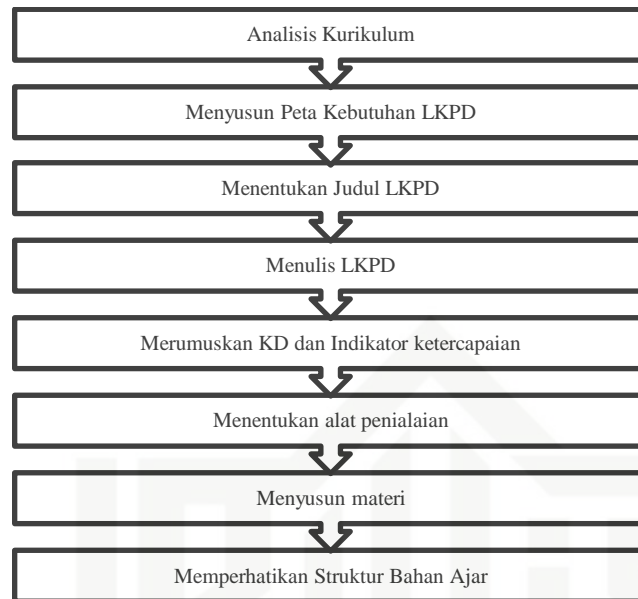 Analisis Kurikulum
Menyusun Peta Kebutuhan LKPD
Menentukan Judul LKPD
Menulis LKPD
Merumuskan KD dan Indikator ketercapaian
Menentukan alat penialaian
Menyusun materi
Memperhatikan Struktur Bahan Ajar